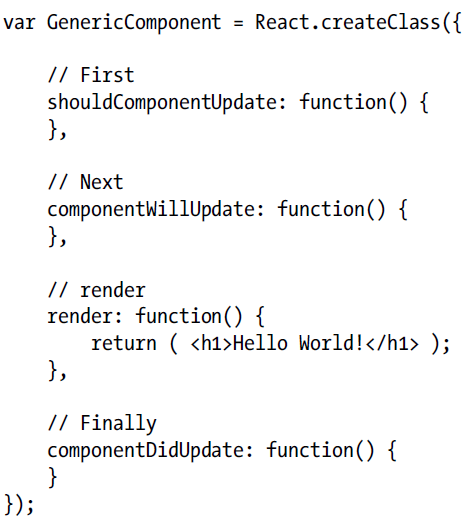 var GenericComponent = React.createClass({
// First
shouldComponentUpdate: function() {
},
// Next
componentWillUpdate: function() {
},
// render
render: function() {
return ( <h1>Hello World!</h1> );
},
// Finally
componentDidUpdate: function() {
}
});